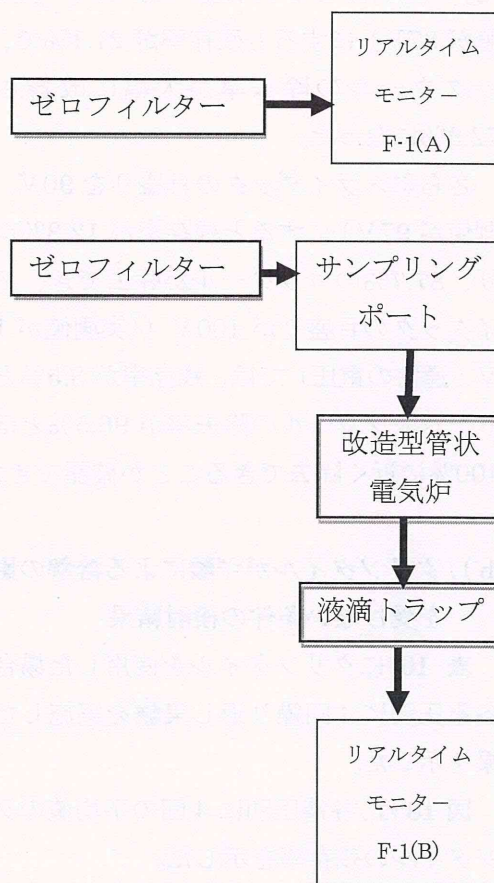 ゼロフィルター
リアルタイム
モニター
F-1(A)
ゼロフィルター
サンプリング
ポート
改造型管状
電気炉
液滴トラップ
リアルタイム
モニター
F-1(B)